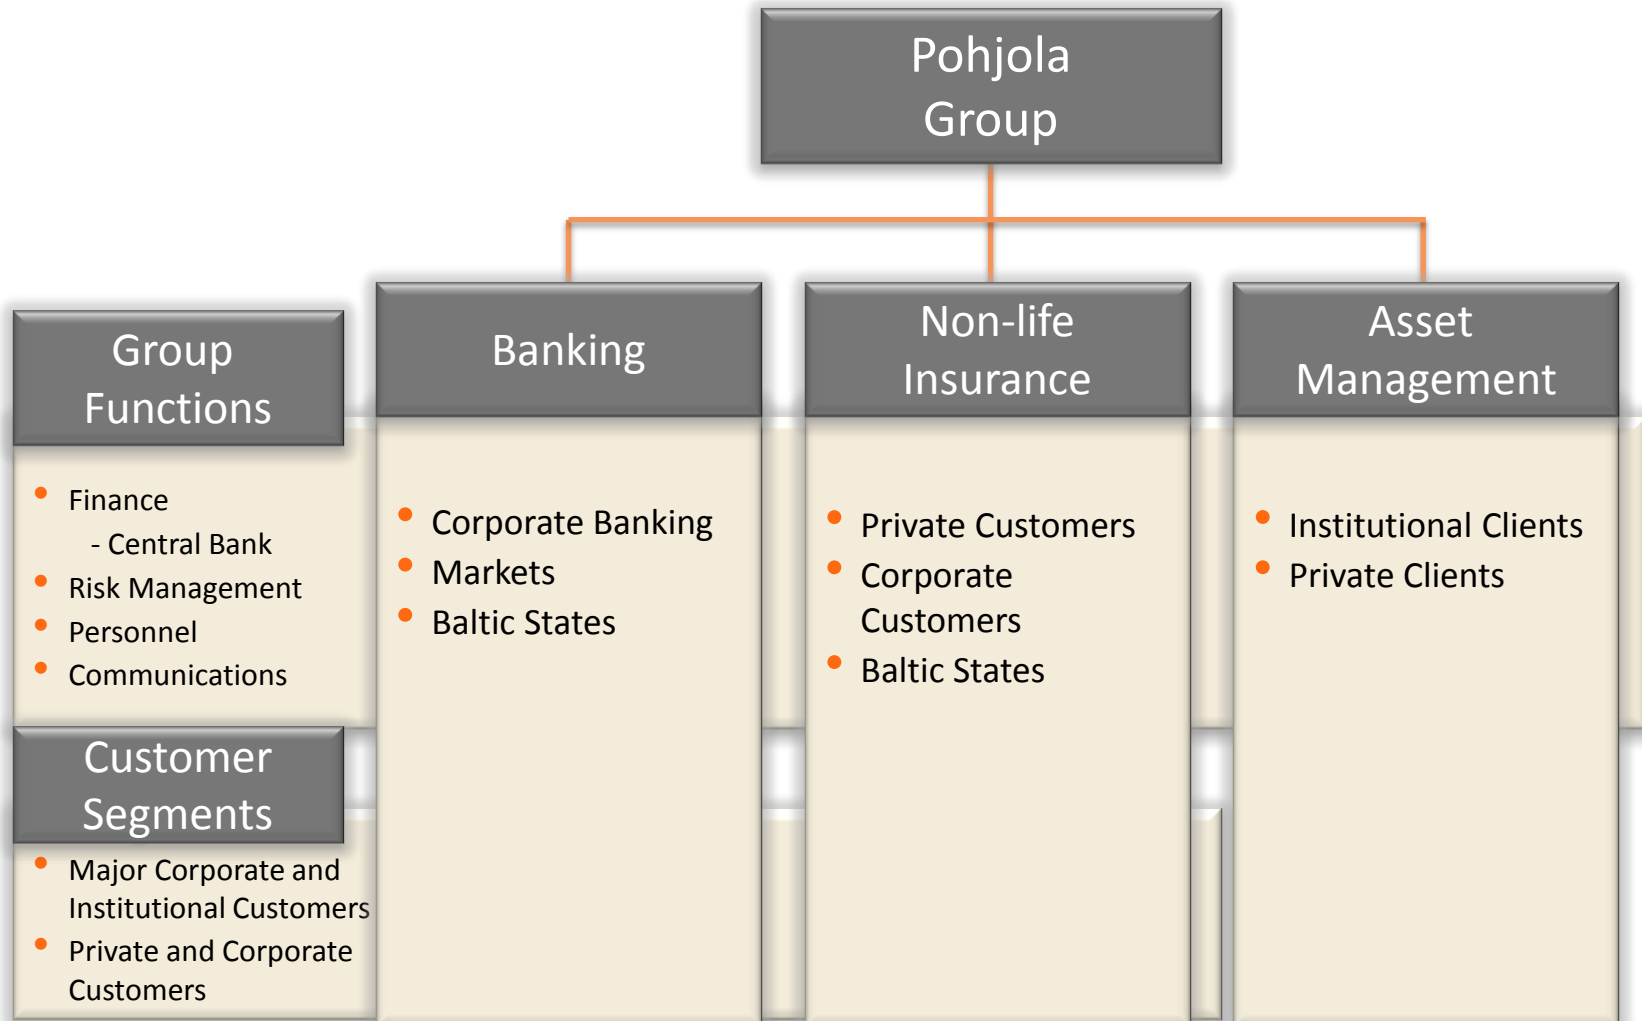 Pohjola
Group
Group
Functions
• Finance
- Central Bank
• Risk Management
• Personnel
• Communications
Customer
Segments
• Major Corporate and
Institutional Customers
• Private and Corporate
Customers
Banking
• Corporate Banking
• Markets
• Baltic States
Non-life
Insurance
• Private Customers
• Corporate
Customers
• Baltic States
Asset
Management
• Institutional Clients
• Private Clients